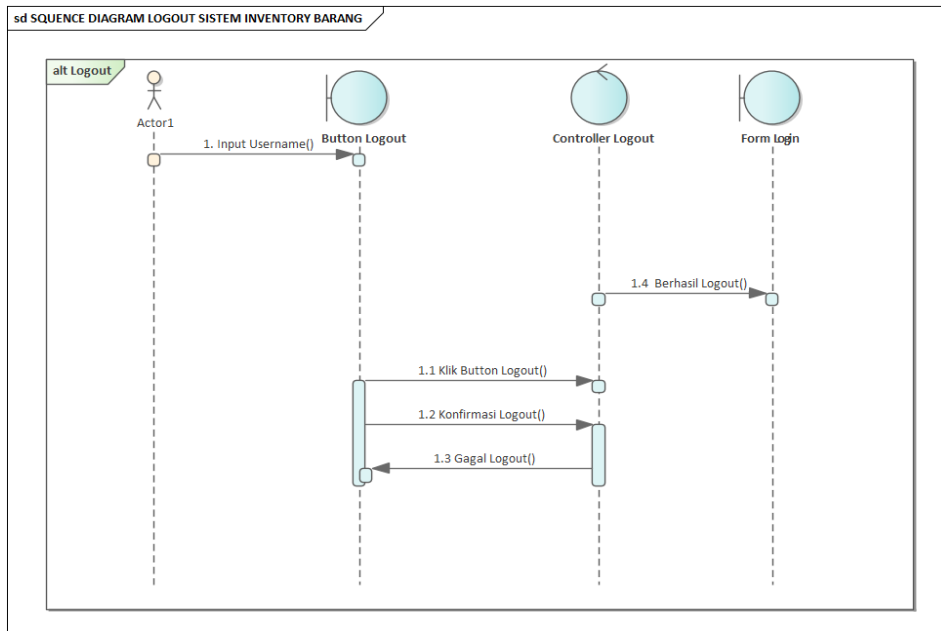 sd SQUENCE DIAGRAM LOGOUT SISTEM INVENTORY BARANG
alt Logout
Actor1
Button Logout
Controller Logout
Form Login
1. Input Username()
1.4 Berhasil Logout()
1.1 Klik Button Logout()
1.2 Konfirmasi Logout()
1.3 Gagal Logout()